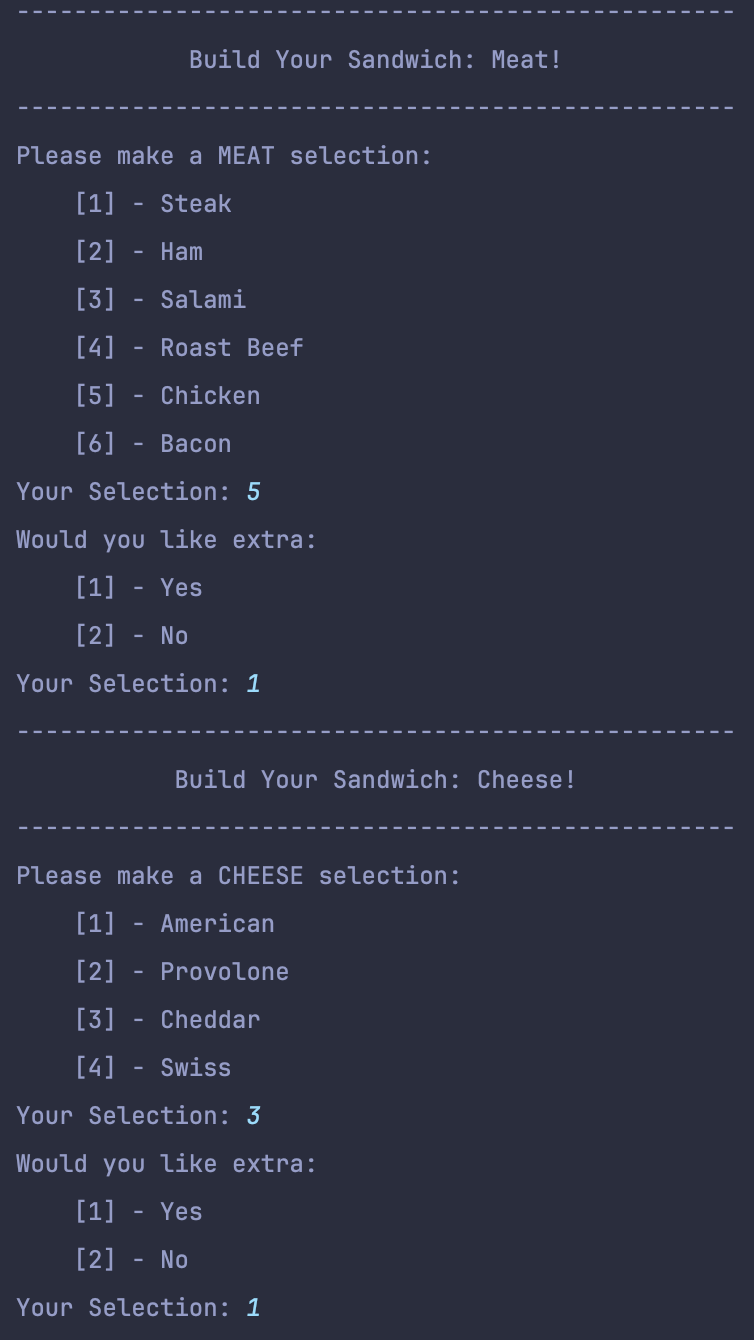 --------------------------------------------------
Build Your Sandwich: Meat!
--------------------------------------------------
Please make a MEAT selection:
[1] - Steak
[2] - Ham
[3] - Salami
[4] - Roast Beef
[5] - Chicken
[6] - Bacon
Your Selection: 5
Would you like extra:
[1] - Yes
[2] - No
Your Selection: 1
--------------------------------------------------
Build Your Sandwich: Cheese!
--------------------------------------------------
Please make a CHEESE selection:
[1] - American
[2] - Provolone
[3] - Cheddar
[4] - Swiss
Your Selection: 3
Would you like extra:
[1] - Yes
[2] - No
Your Selection: 1